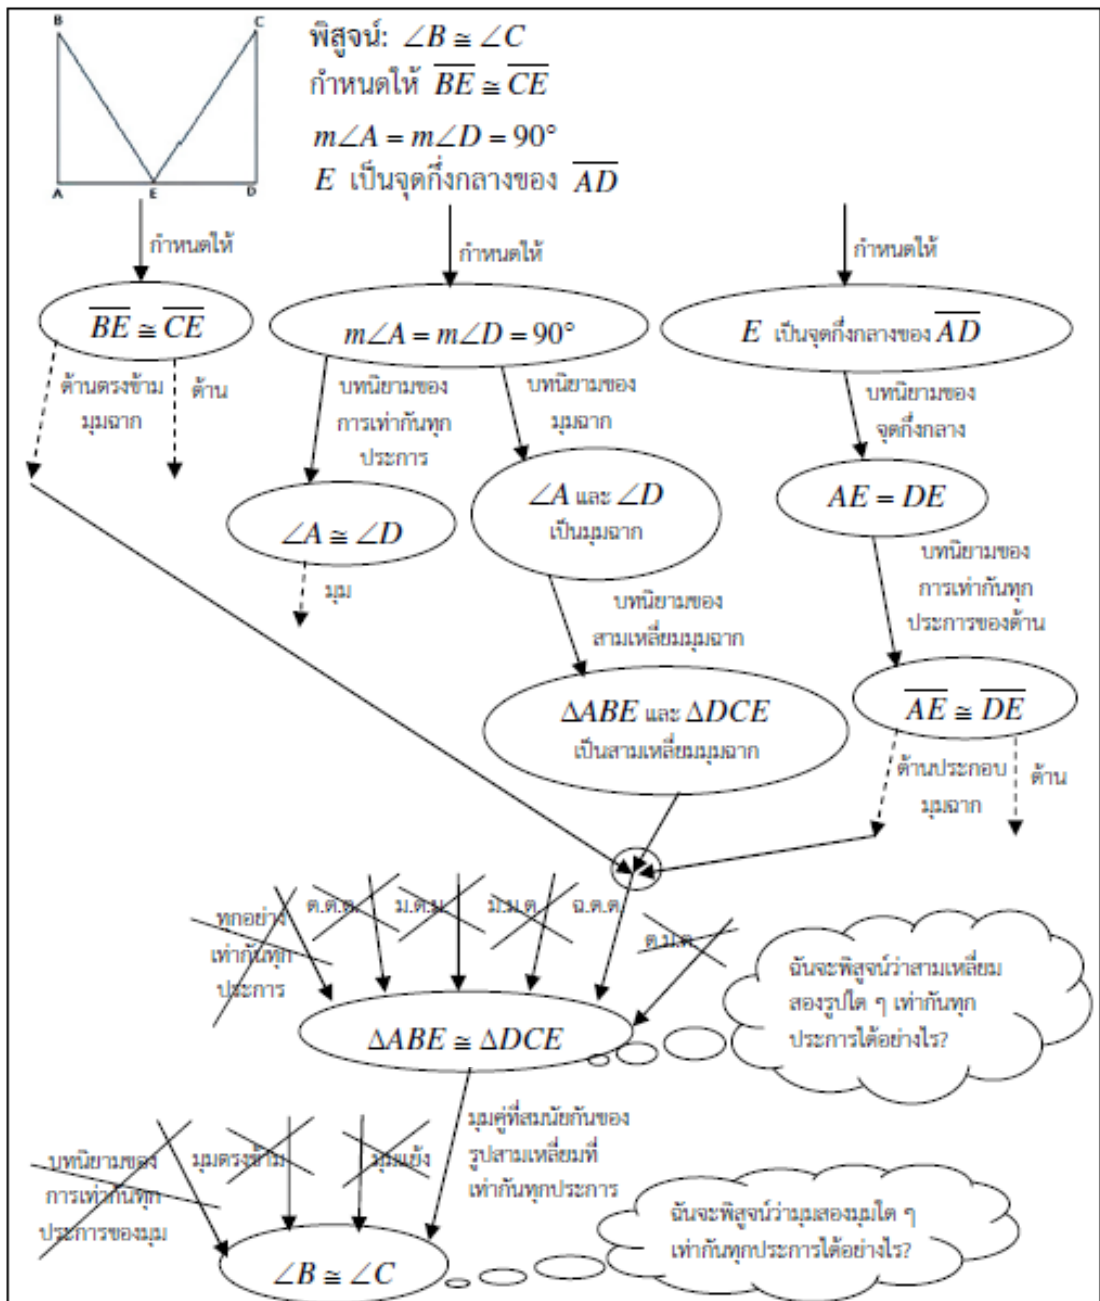 B
C
A
E
D
พิสูจน์: ∠B ≅ ∠C
กำหนดให้ \overline{BE} ≅ \overline{CE}
m∠A = m∠D = 90°
E เป็นจุดกึ่งกลางของ \overline{AD}
กำหนดให้
กำหนดให้
กำหนดให้
\overline{BE} ≅ \overline{CE}
m∠A = m∠D = 90°
E เป็นจุดกึ่งกลางของ \overline{AD}
ด้านตรงข้าม
มุมฉาก
ด้าน
บทนิยามของ
การเท่ากันทุก
ประการ
บทนิยามของ
มุมฉาก
บทนิยามของ
จุดกึ่งกลาง
∠A ≅ ∠D
∠A และ ∠D
เป็นมุมฉาก
AE = DE
มุม
บทนิยามของ
สามเหลี่ยมมุมฉาก
บทนิยามของ
การเท่ากันทุก
ประการของด้าน
ΔABE และ ΔDCE
เป็นสามเหลี่ยมมุมฉาก
\overline{AE} ≅ \overline{DE}
ด้านประกอบ
มุมฉาก
ด้าน
ทุกอย่าง
เท่ากันทุก
ประการ
ด.ด.ด.
ม.ด.ม.
ม.ม.ด.
ฉ.ด.ด.
ด.ม.ด.
ΔABE ≅ ΔDCE
ฉันจะพิสูจน์ว่าสามเหลี่ยม
สองรูปใด ๆ เท่ากันทุก
ประการได้อย่างไร?
บทนิยามของ
การเท่ากันทุก
ประการของมุม
มุมตรงข้าม
มุมแย้ง
มุมคู่ที่สมนัยกันของ
รูปสามเหลี่ยมที่
เท่ากันทุกประการ
∠B ≅ ∠C
ฉันจะพิสูจน์ว่ามุมสองมุมใด ๆ
เท่ากันทุกประการได้อย่างไร?